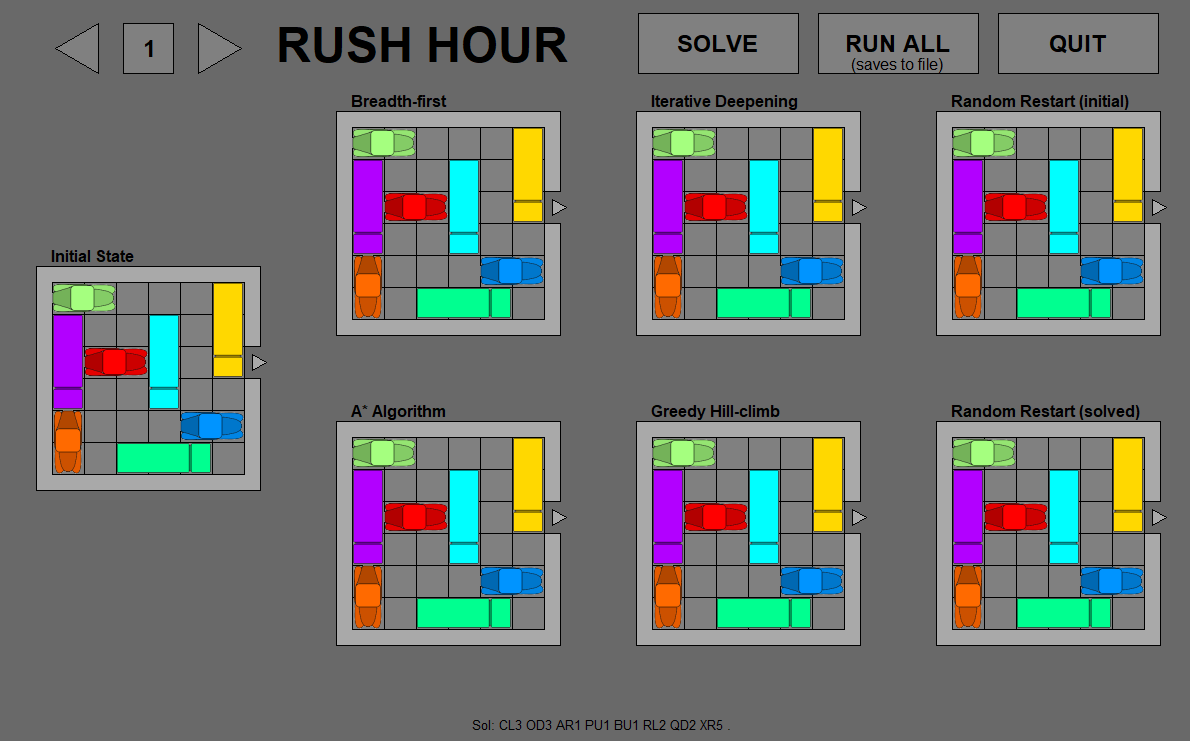 1
RUSH HOUR
SOLVE
RUN ALL
(saves to file)
QUIT
Breadth-first
Iterative Deepening
Random Restart (initial)
Initial State
A* Algorithm
Greedy Hill-climb
Random Restart (solved)
Sol: CL3 OD3 AR1 PU1 BU1 RL2 QD2 XR5 .